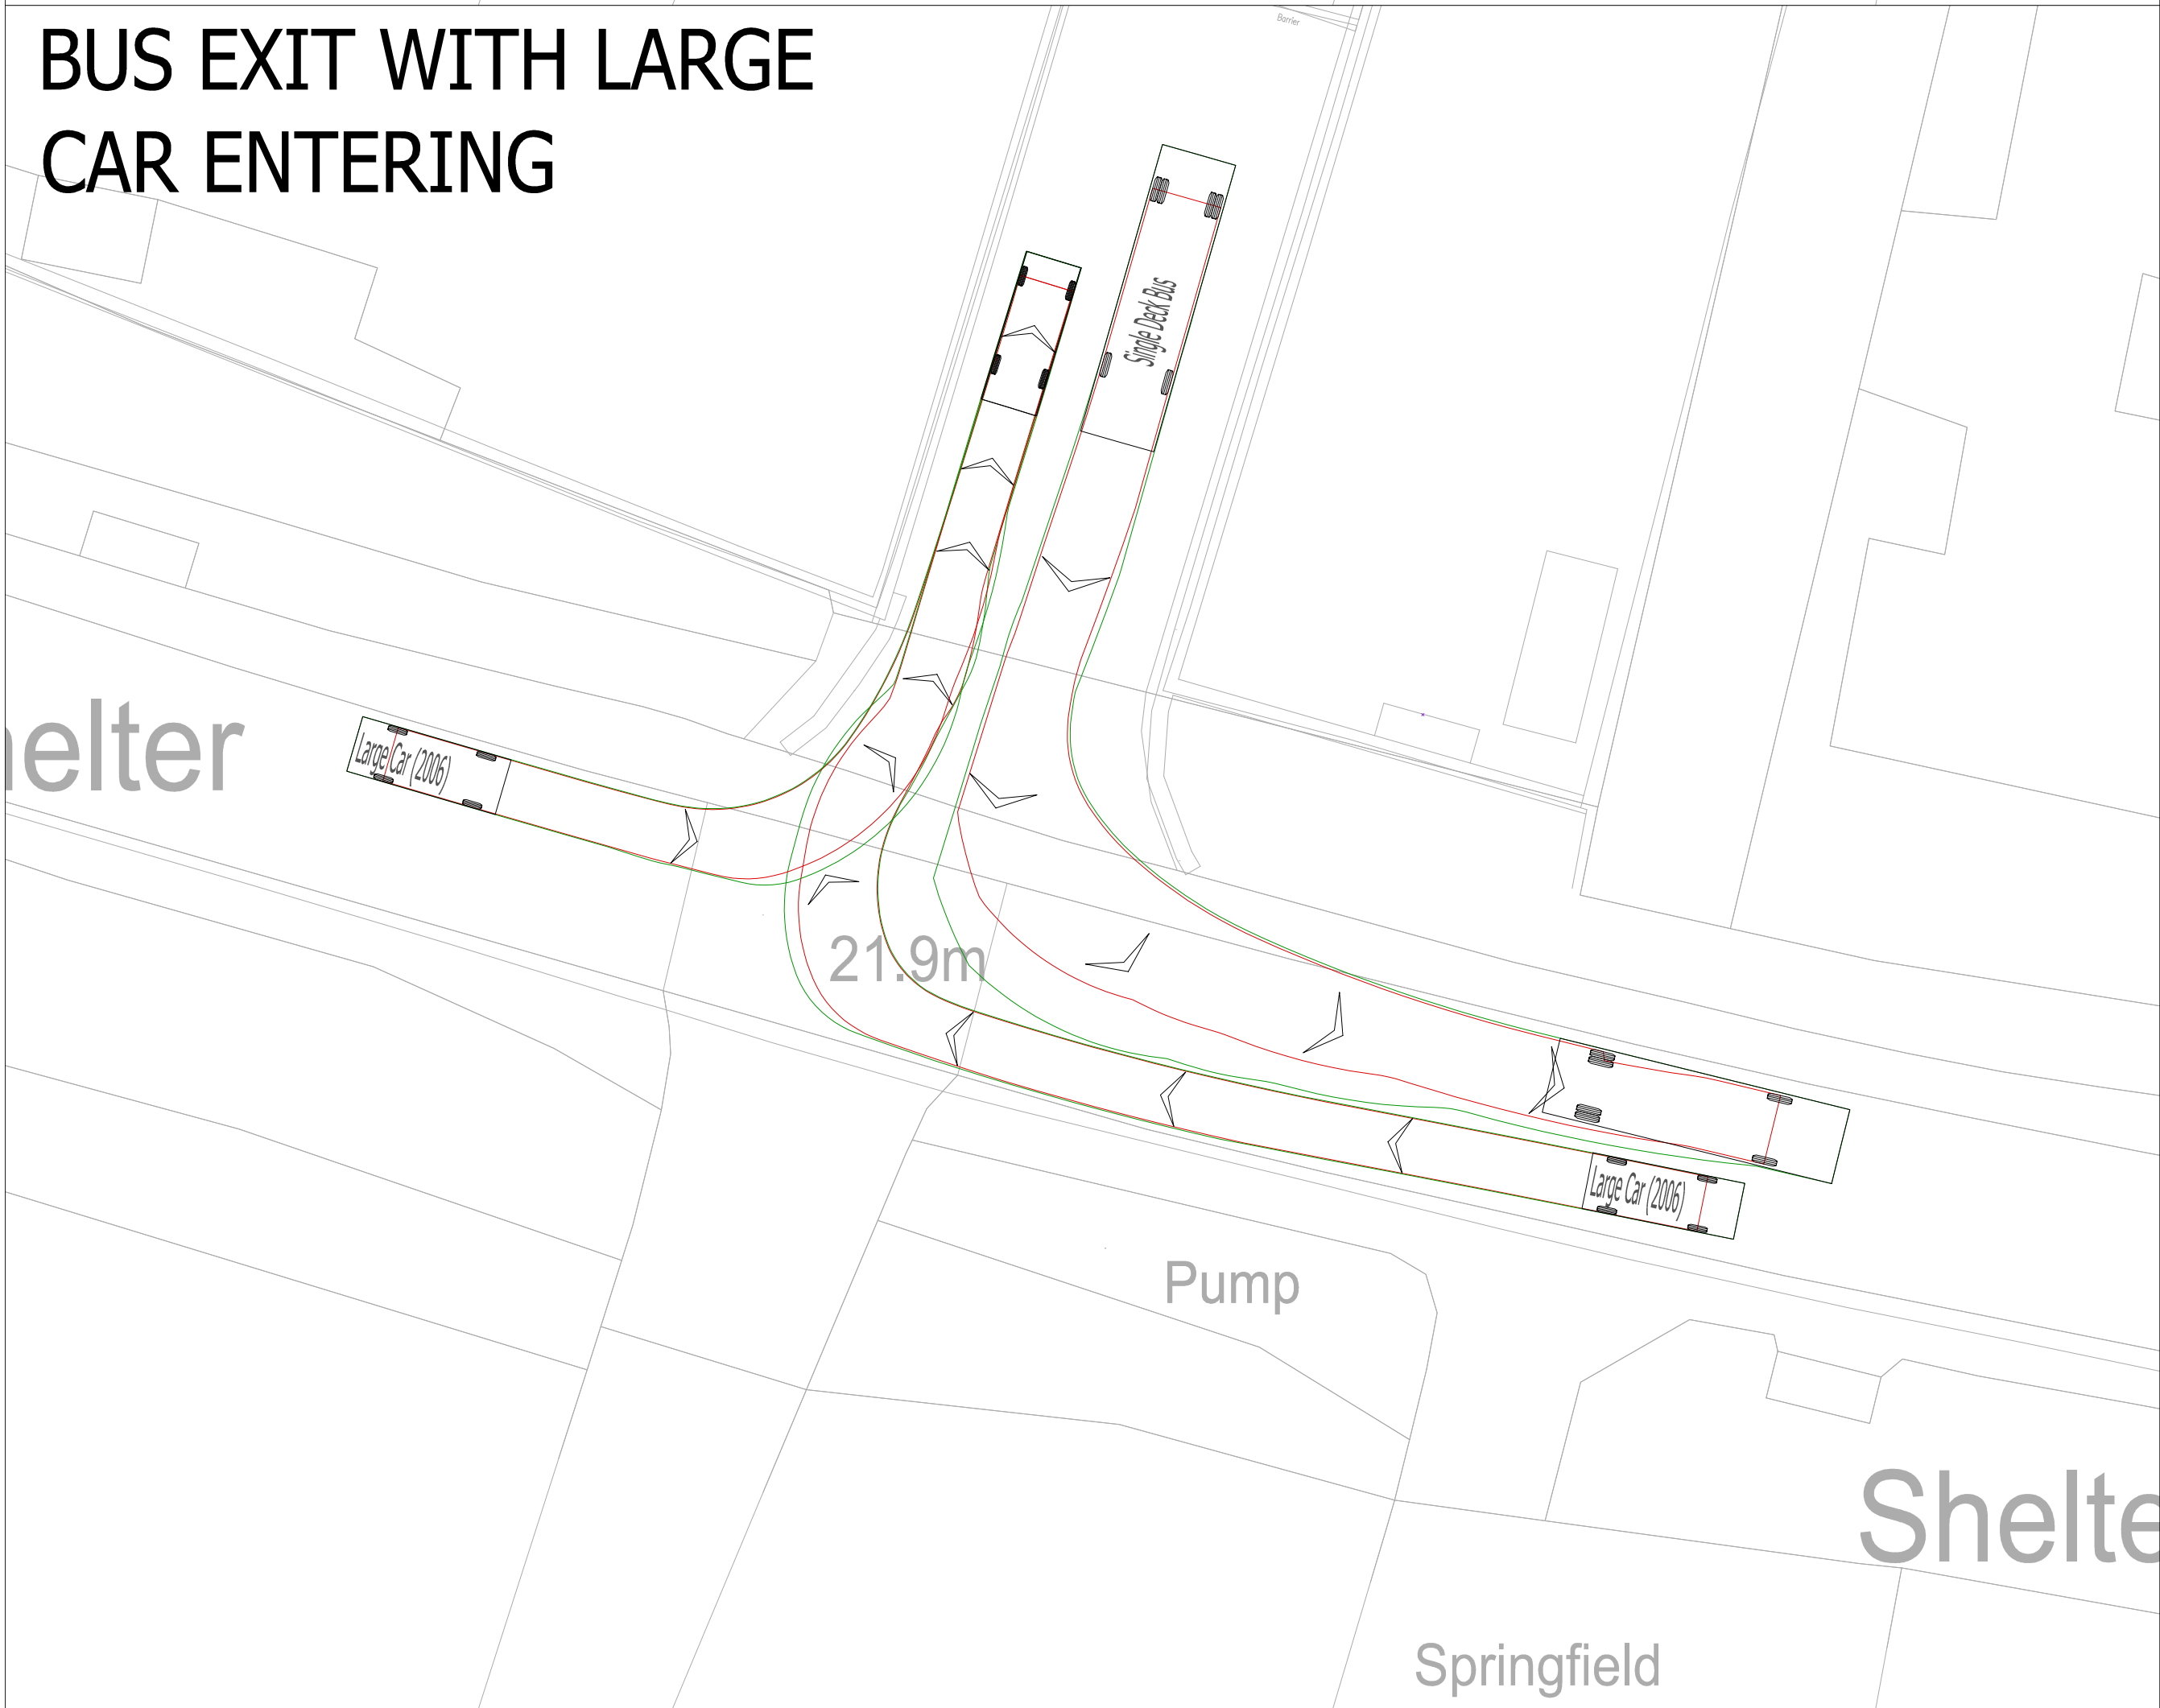 BUS EXIT WITH LARGE
CAR ENTERING
Barrier
Single Deck Bus
elter
Large Car (2006)
21.9m
Large Car (2006)
Pump
Shelte
Springfield